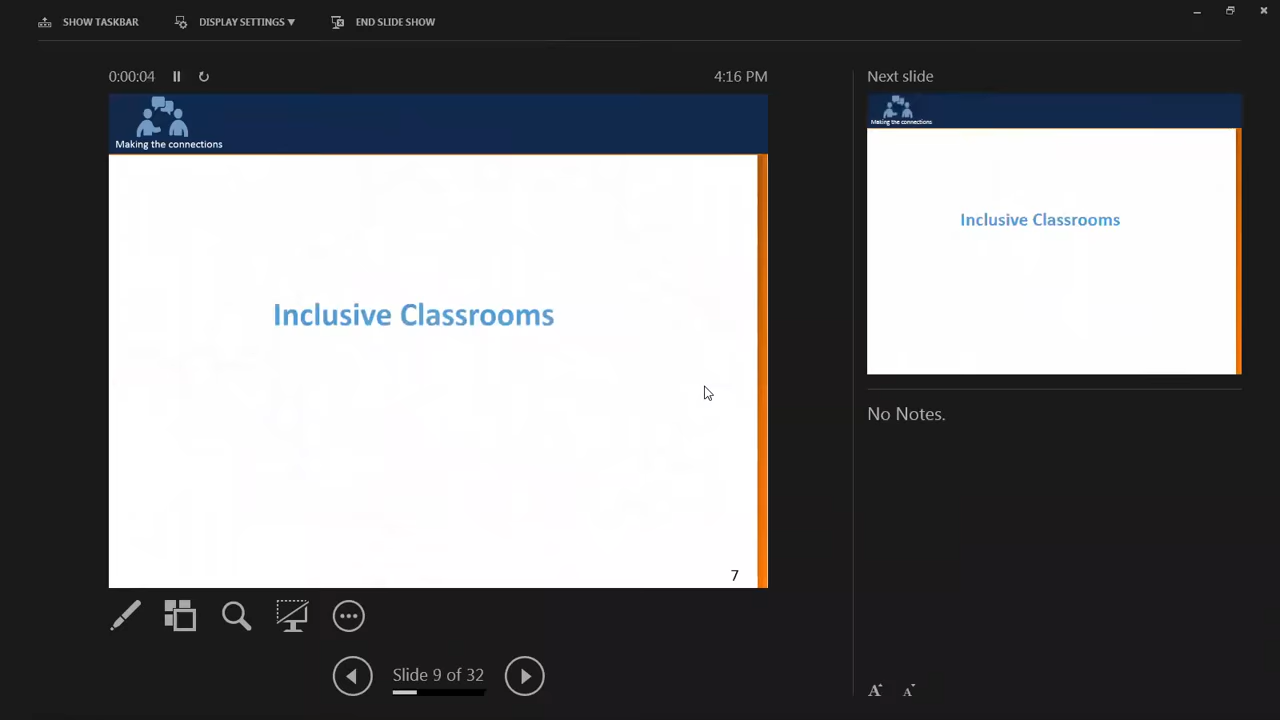 SHOW TASKBAR
DISPLAY SETTINGS ▼
END SLIDE SHOW
0:00:04
4:16 PM
Next slide
Making the connections
Inclusive Classrooms
7
Making the connections
Inclusive Classrooms
No Notes.
Slide 9 of 32
A A